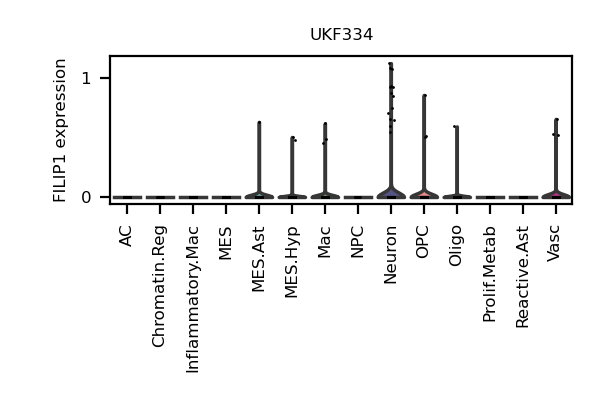 UKF334
FILIP1 expression
1
0
AC
Chromatin.Reg
Inflammatory.Mac
MES
MES.Ast
MES.Hyp
Mac
NPC
Neuron
OPC
Oligo
Prolif.Metab
Reactive.Ast
Vasc